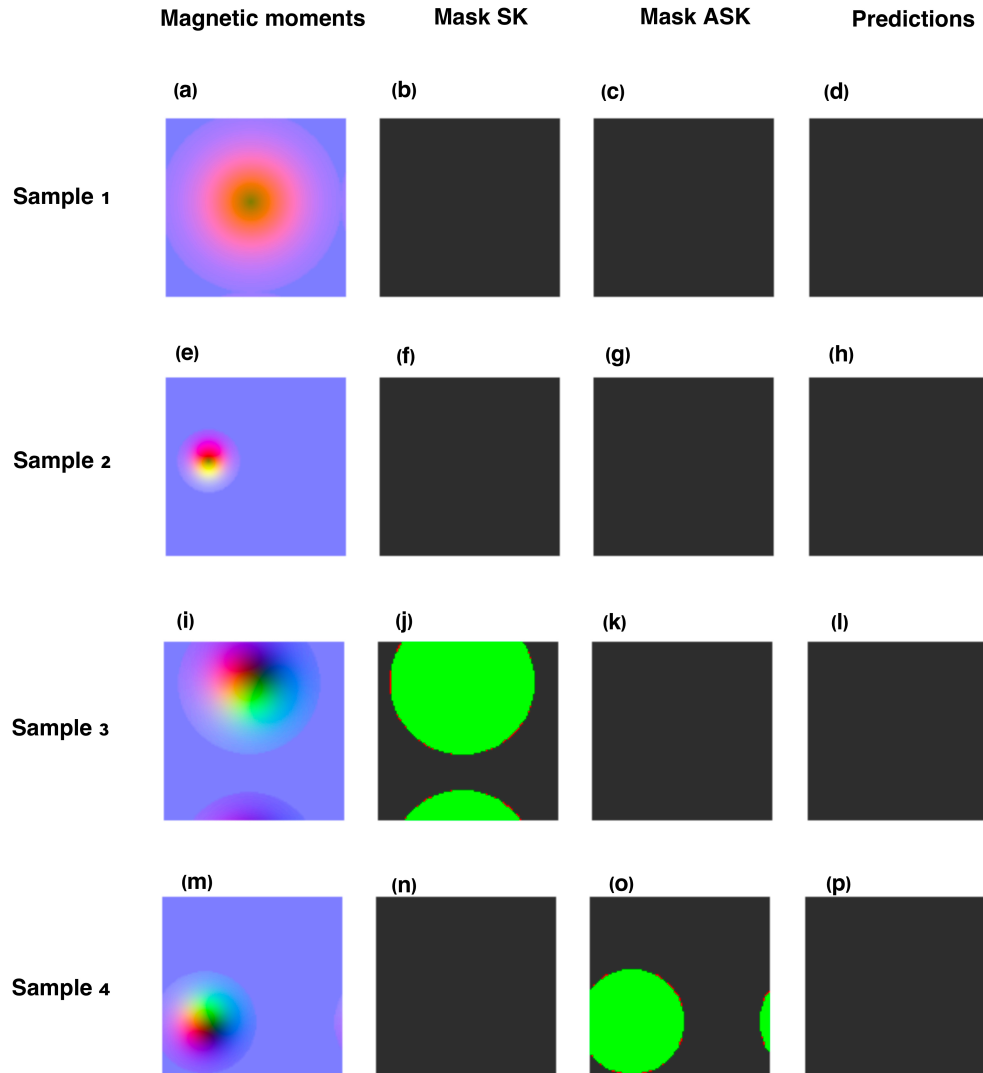 Magnetic moments Mask SK Mask ASK Predictions
(a) (b) (c) (d)
Sample 1
(e) (f) (g) (h)
Sample 2
(i) (j) (k) (l)
Sample 3
(m) (n) (o) (p)
Sample 4